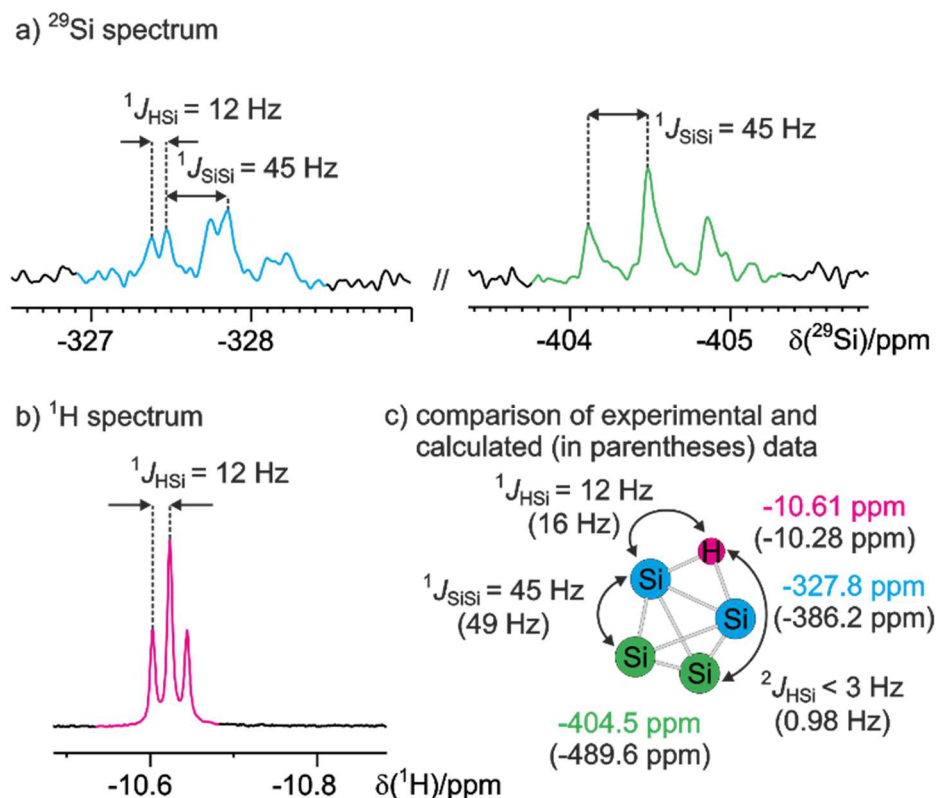 a) ²⁹Si spectrum
¹J_HSi = 12 Hz
¹J_SiSi = 45 Hz
¹J_SiSi = 45 Hz
//
-327 -328 -404 -405 δ(²⁹Si)/ppm
b) ¹H spectrum
¹J_HSi = 12 Hz
-10.6 -10.8 δ(¹H)/ppm
c) comparison of experimental and
calculated (in parentheses) data
¹J_HSi = 12 Hz
(16 Hz)
-10.61 ppm
(-10.28 ppm)
H
Si
¹J_SiSi = 45 Hz
(49 Hz)
-327.8 ppm
(-386.2 ppm)
Si
Si
Si
²J_HSi < 3 Hz
(0.98 Hz)
-404.5 ppm
(-489.6 ppm)